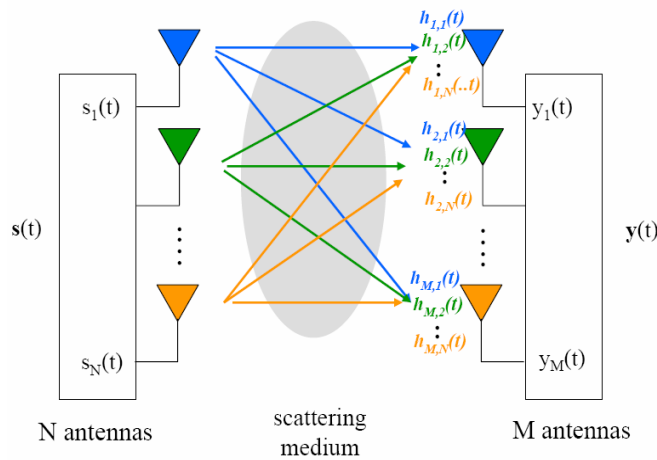 h1,1(t)
h1,2(t)
h1,N(..t)
s1(t)
y1(t)
h2,1(t)
h2,2(t)
h2,N(t)
s(t)
y(t)
hM,1(t)
hM,2(t)
hM,N(t)
sN(t)
yM(t)
N antennas
scattering
medium
M antennas